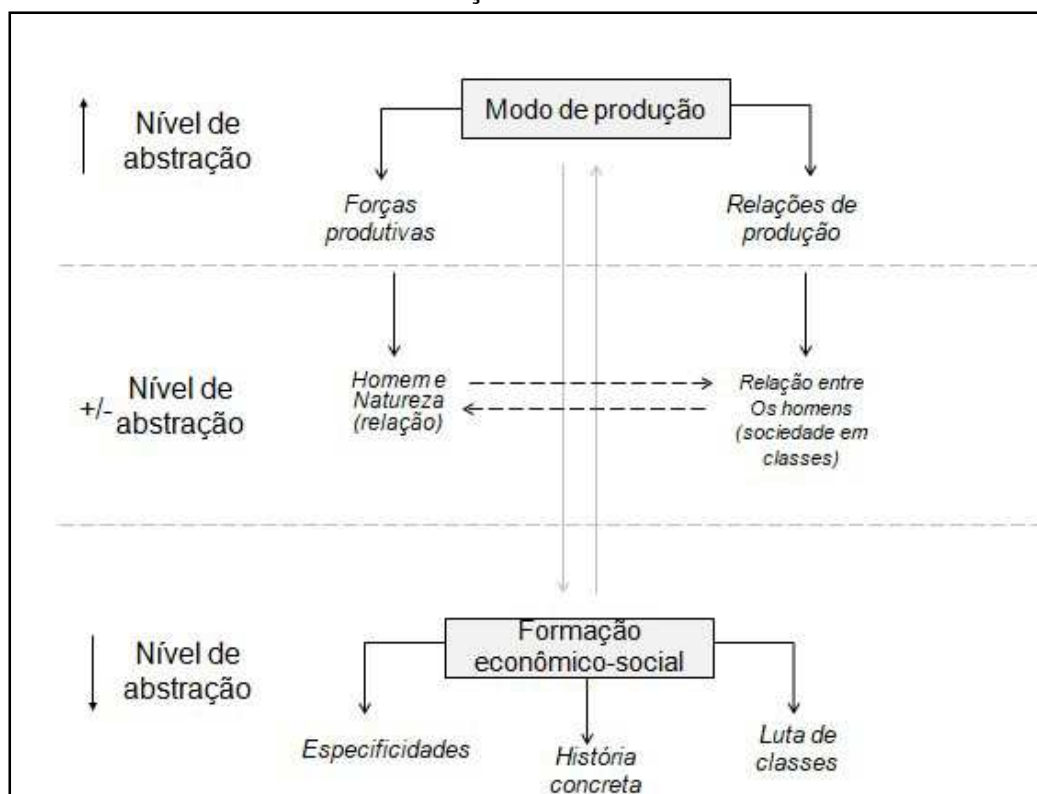 Modo de produção
Nível de
abstração
Forças
produtivas
Relações de
produção
+/-
Nível de
abstração
Homem e
Natureza
(relação)
Relação entre
Os homens
(sociedade em
classes)
Nível de
abstração
Formação
econômico-social
Especificidades
História
concreta
Luta de
classes